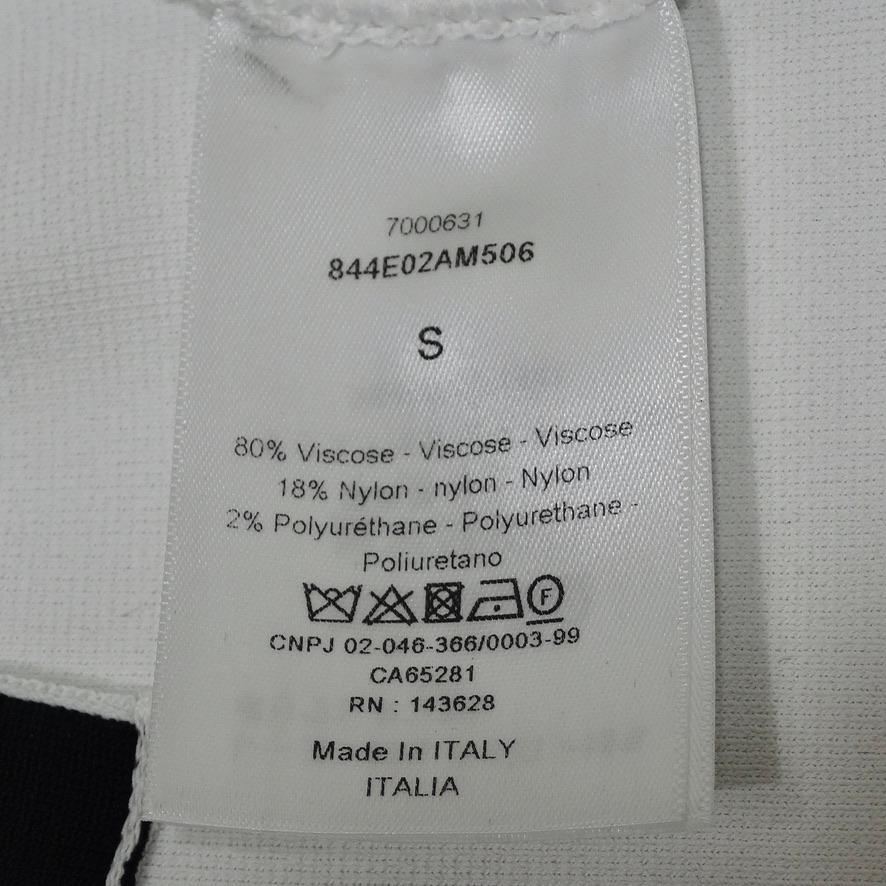 7000631
844E02AM506
S
80% Viscose - Viscose - Viscose
18% Nylon - nylon - Nylon
2% Polyuréthane - Polyurethane -
Poliuretano
F
CNPJ 02-046-366/0003-99
CA65281
RN : 143628
Made In ITALY
ITALIA